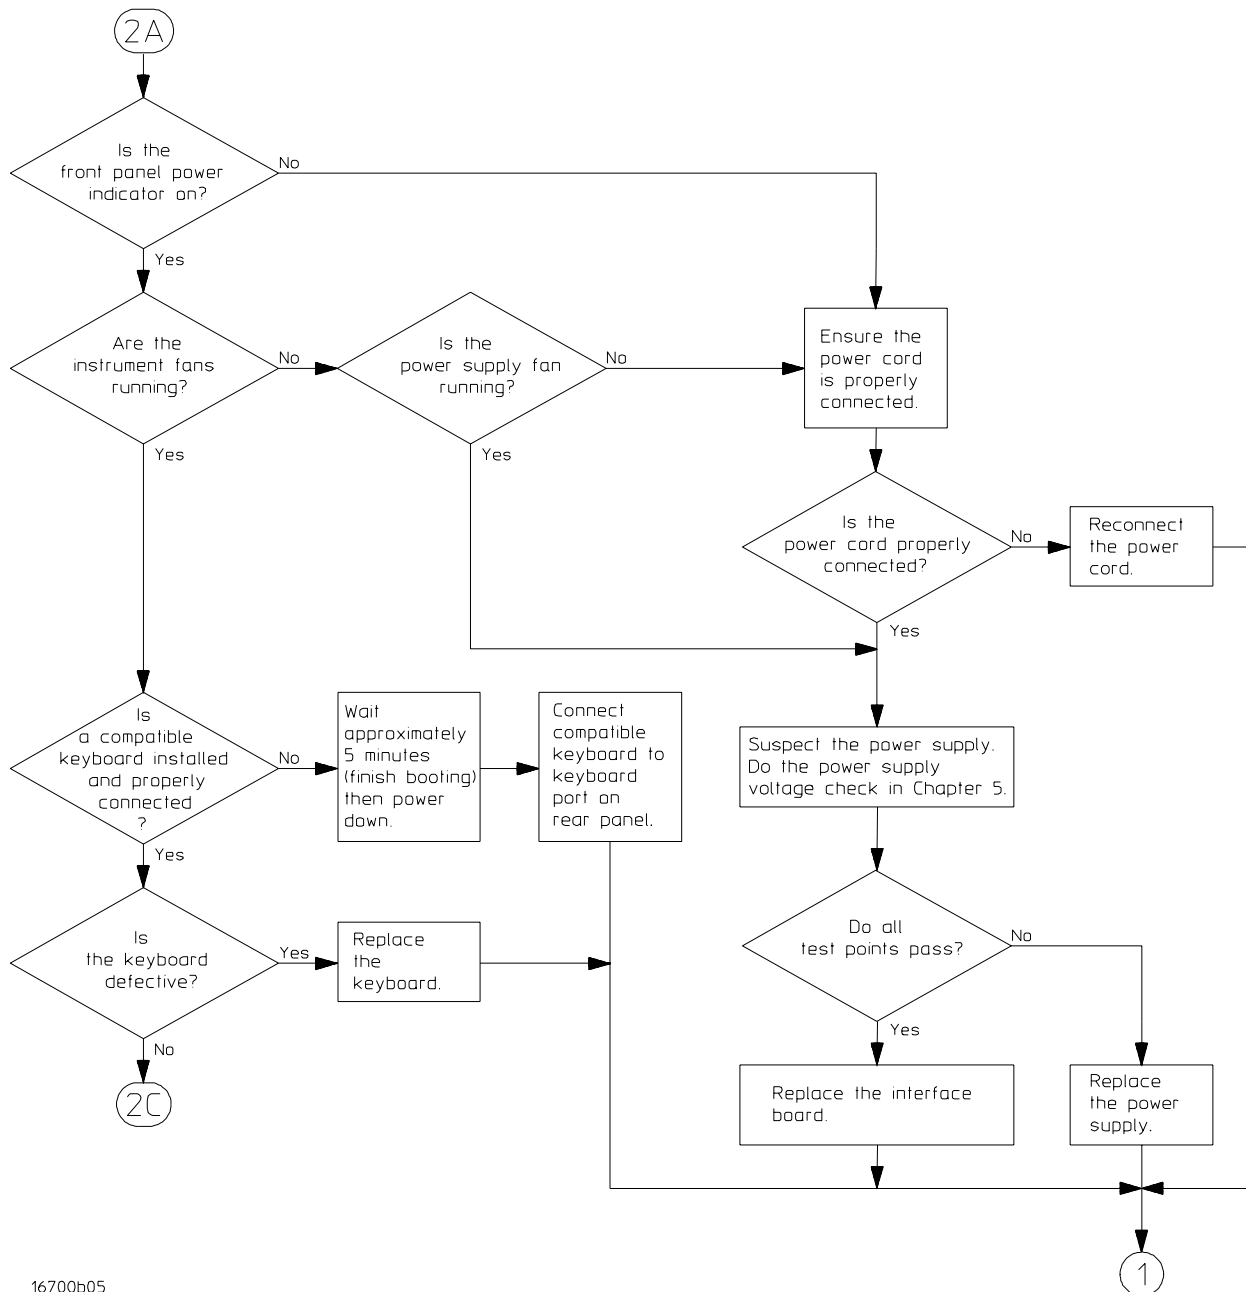 2A
Is the
front panel power
indicator on?
No
Yes
Are the
instrument fans
running?
No
Yes
Is the
power supply fan
running?
No
Yes
Ensure the
power cord
is properly
connected.
Is the
power cord properly
connected?
No
Yes
Reconnect
the power
cord.
Is
a compatible
keyboard installed
and properly
connected
?
No
Yes
Wait
approximately
5 minutes
(finish booting)
then power
down.
Connect
compatible
keyboard to
keyboard
port on
rear panel.
Suspect the power supply.
Do the power supply
voltage check in Chapter 5.
Is
the keyboard
defective?
Yes
No
Replace
the
keyboard.
Do all
test points pass?
No
Yes
2C
Replace the interface
board.
Replace
the power
supply.
1
16700b05